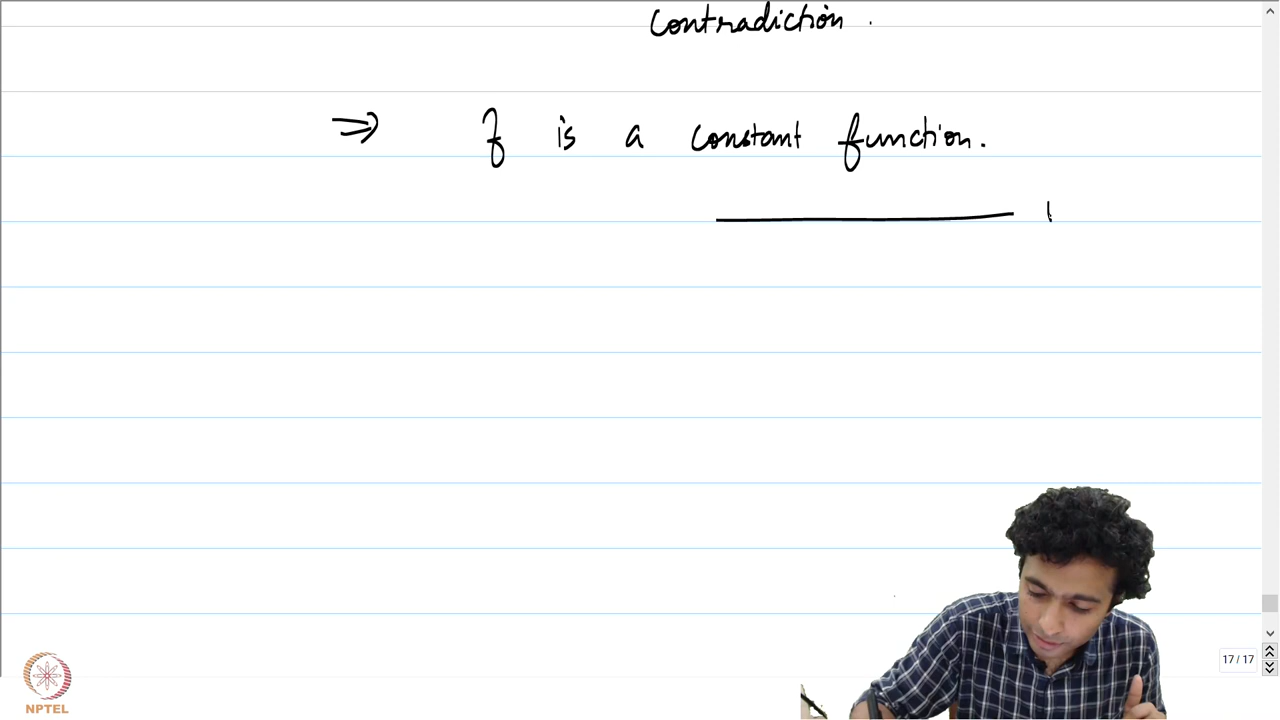 Contradiction.
⇒ f is a constant function.
17 / 17
NPTEL